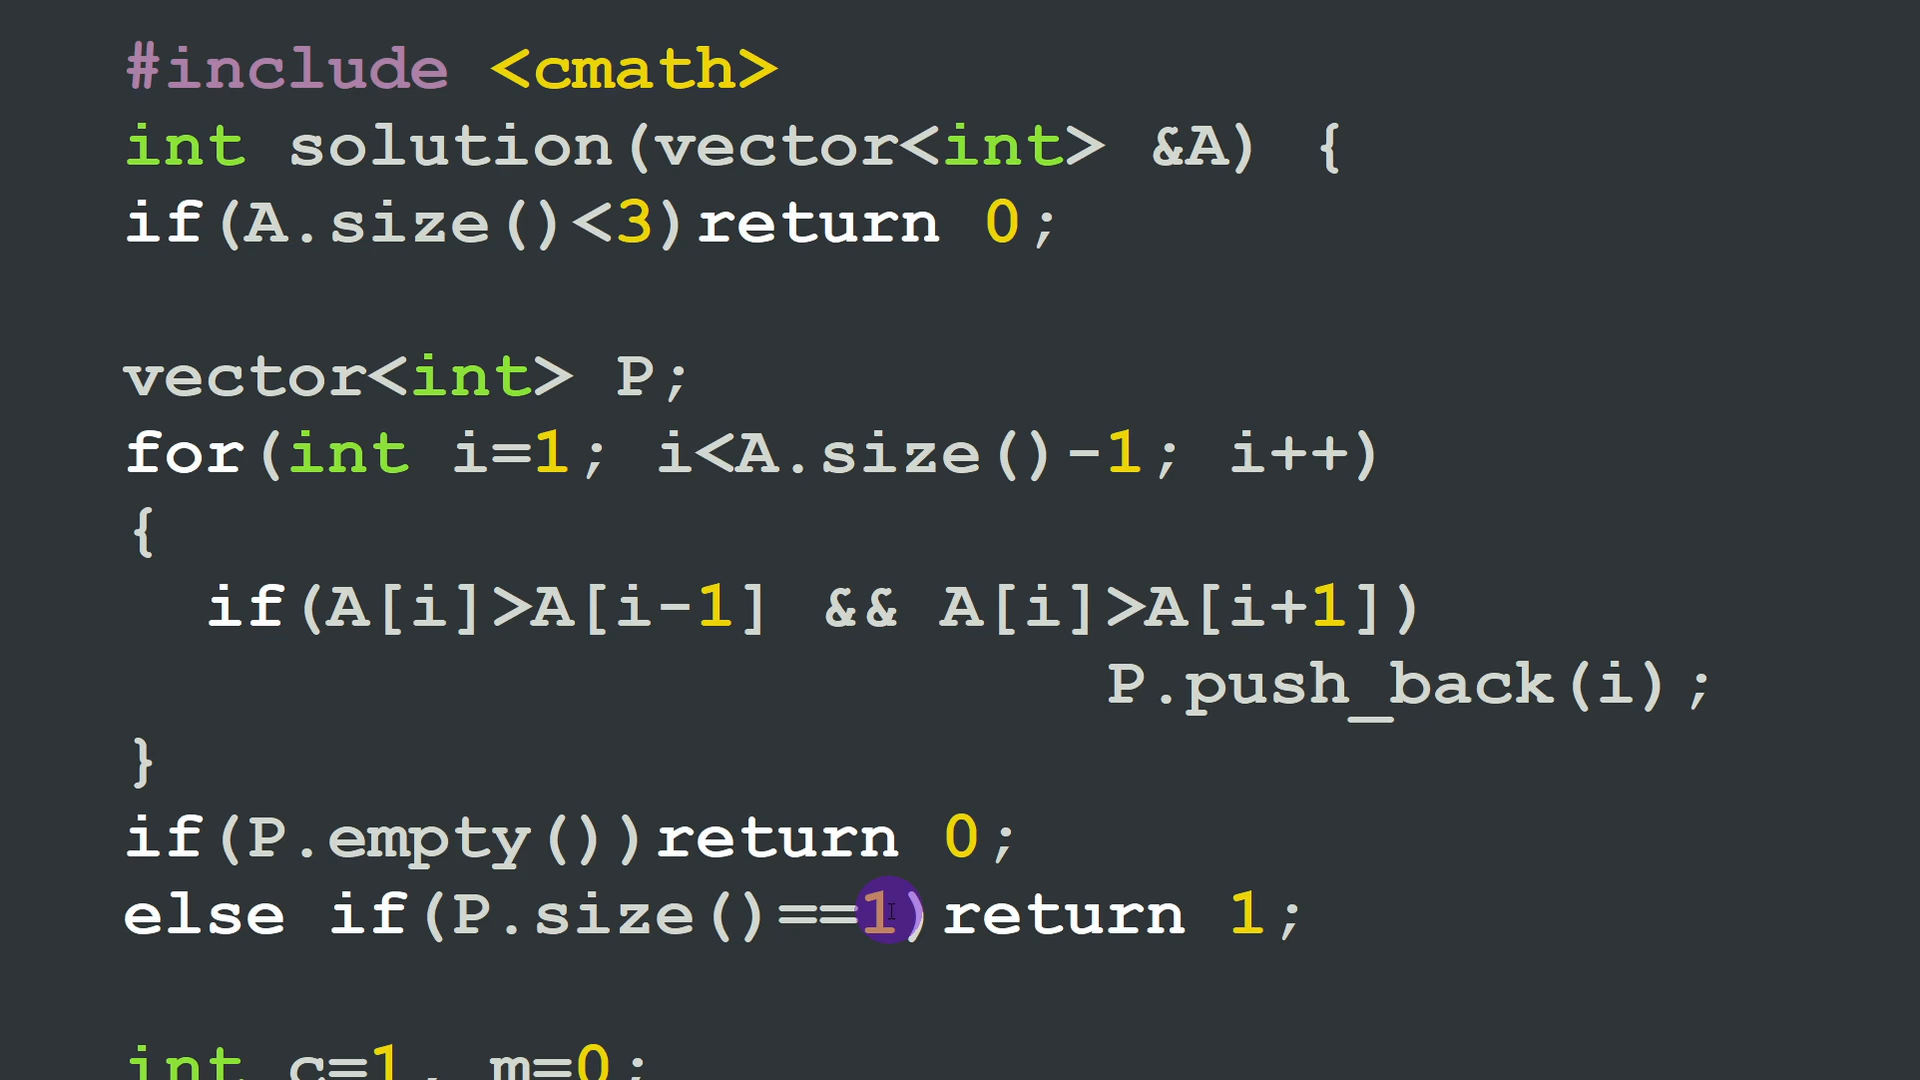 #include <cmath>
int solution(vector<int> &A) {
if(A.size()<3)return 0;
vector<int> P;
for(int i=1; i<A.size()-1; i++)
{
if(A[i]>A[i-1] && A[i]>A[i+1])
P.push_back(i);
}
if(P.empty())return 0;
else if(P.size()==1)return 1;
int c=1, m=0;